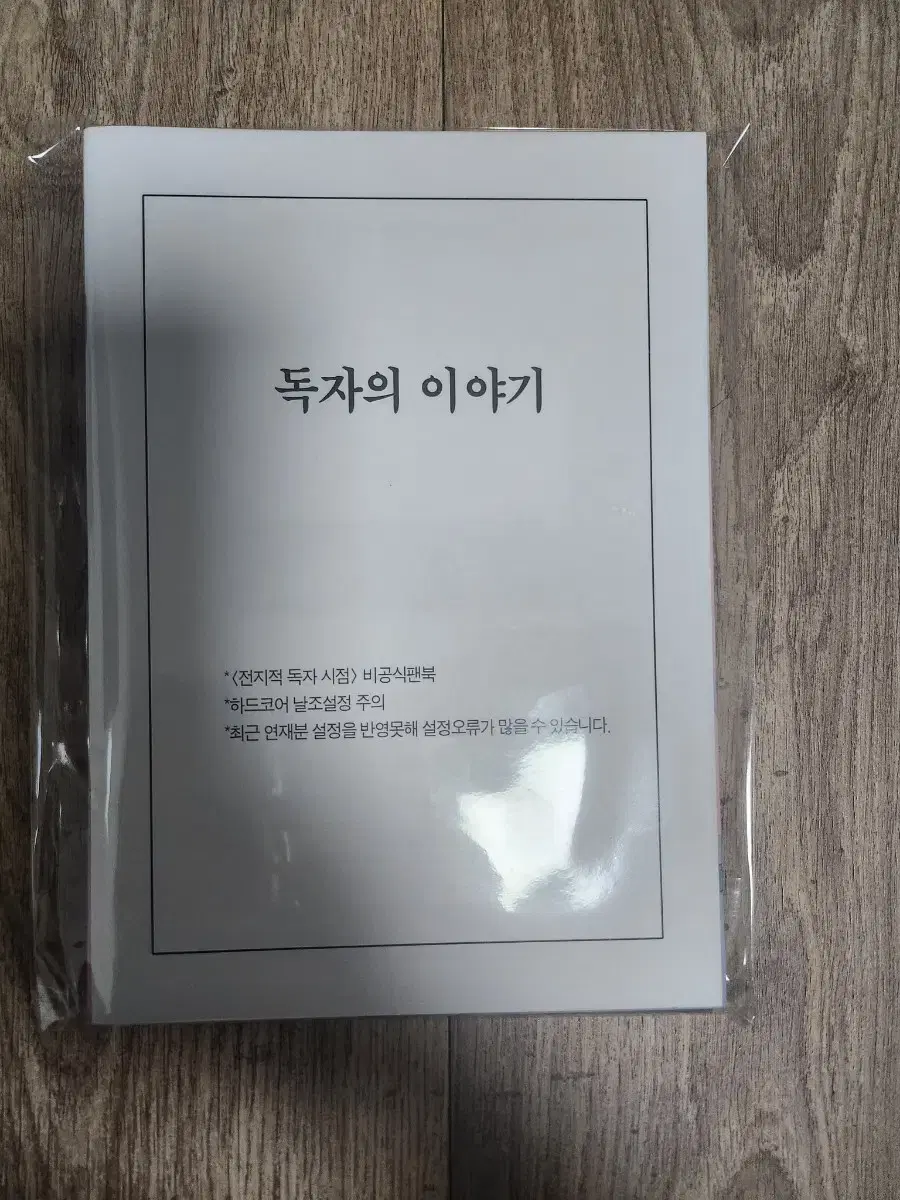 독자의 이야기
*<전지적 독자 시점> 비공식팬북
*하드코어 날조설정 주의
*최근 연재분 설정을 반영못해 설정오류가 많을 수 있습니다.